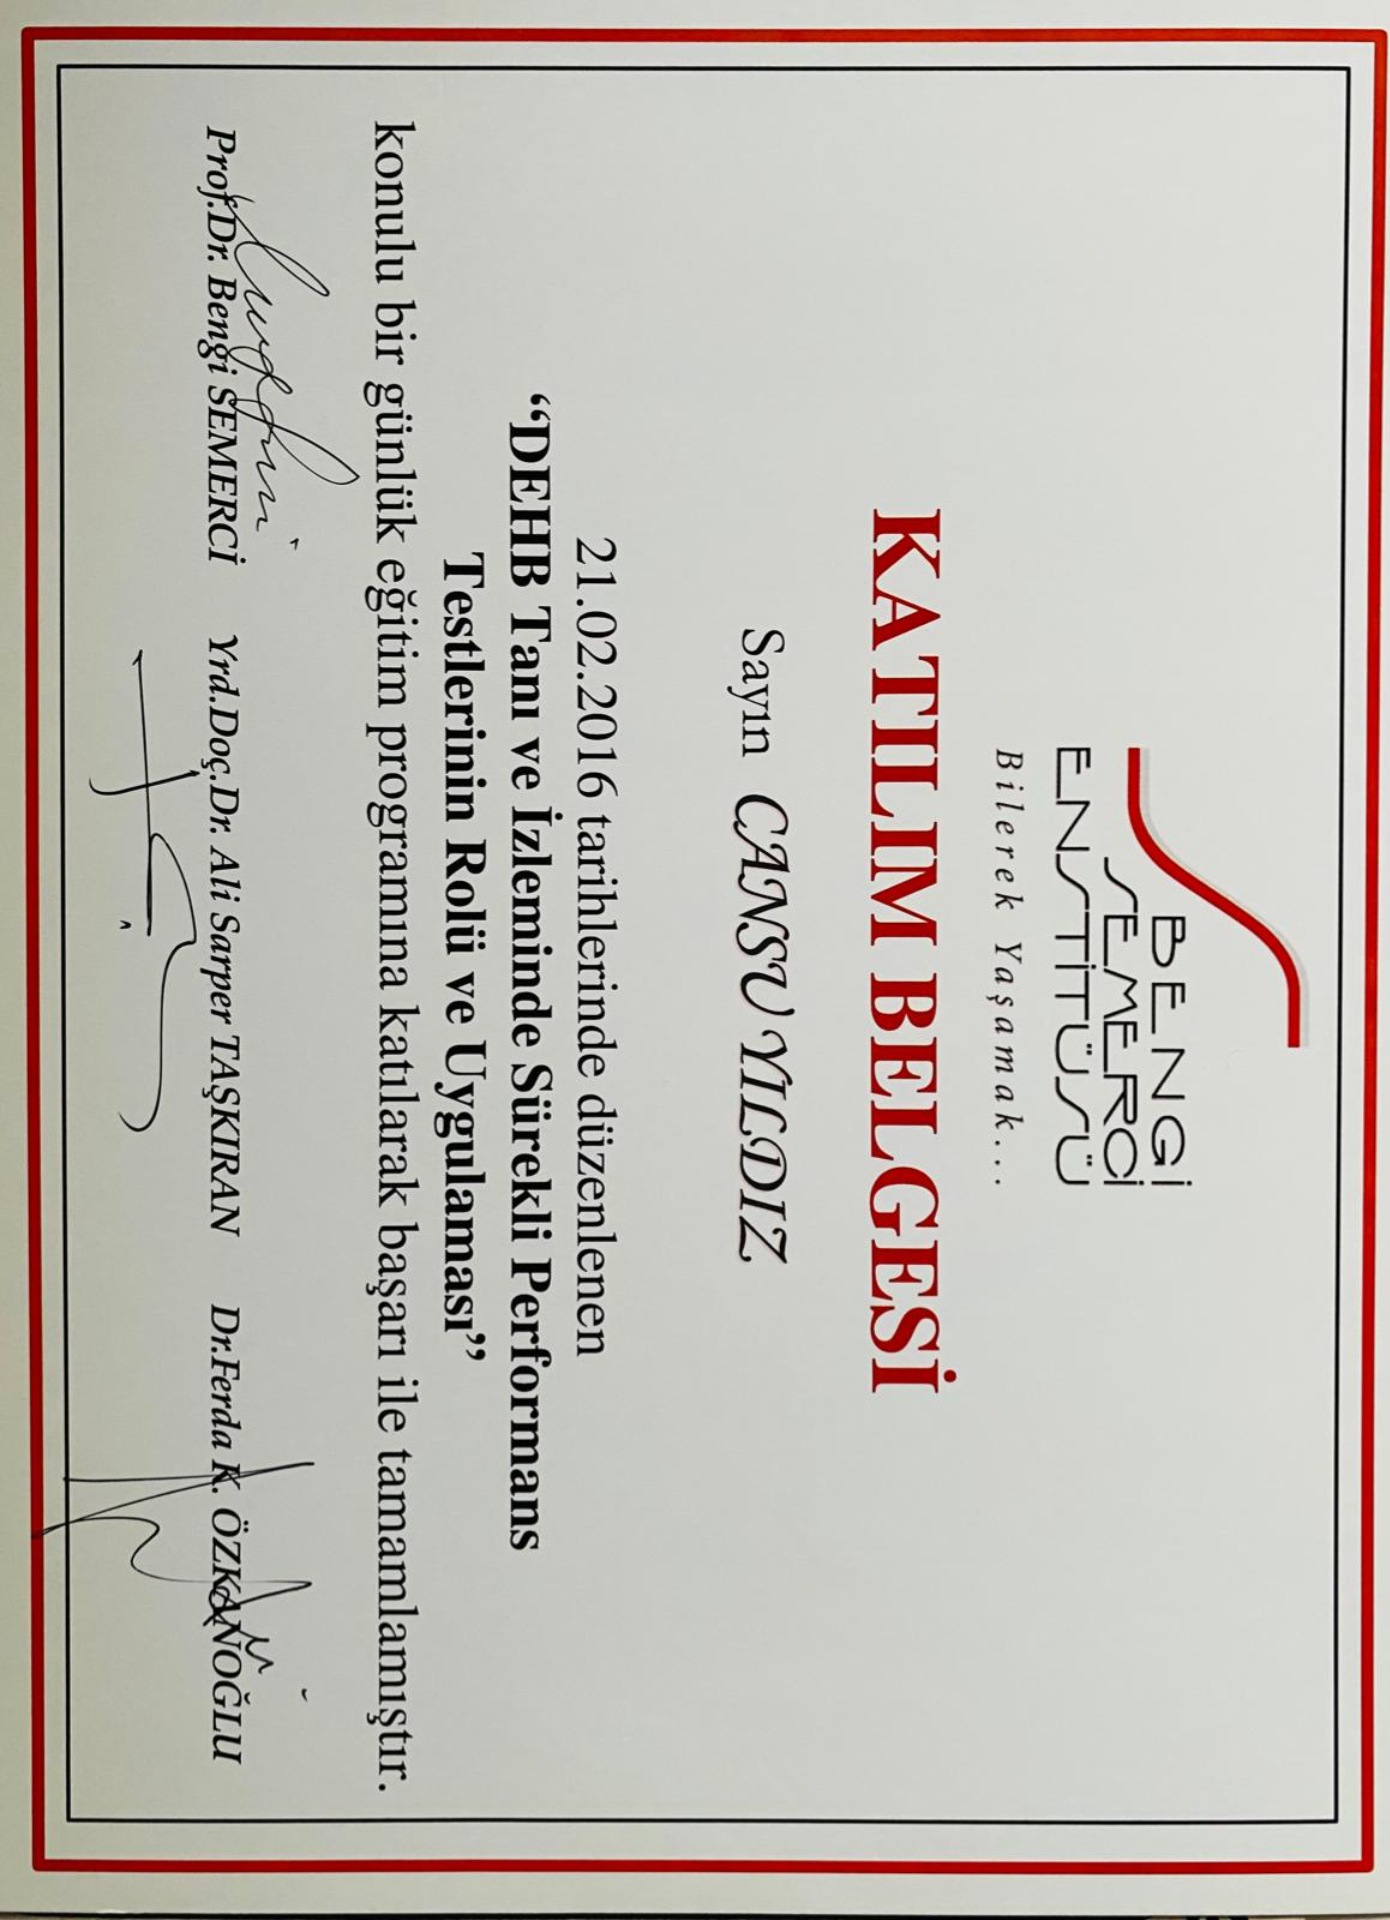 BENGİ
SEMERCİ
ENSTİTÜSÜ
Bilerek Yaşamak...
KATILIM BELGESİ
Sayın CANSU YILDIZ
21.02.2016 tarihlerinde düzenlenen
“DEHB Tanı ve İzleminde Sürekli Performans
Testlerinin Rolü ve Uygulaması”
konulu bir günlük eğitim programına katılarak başarı ile tamamlamıştır.
Prof.Dr. Bengi SEMERCİ Yrd.Doç.Dr. Ali Sarper TAŞKIRAN Dr.Ferda K. ÖZKANOĞLU